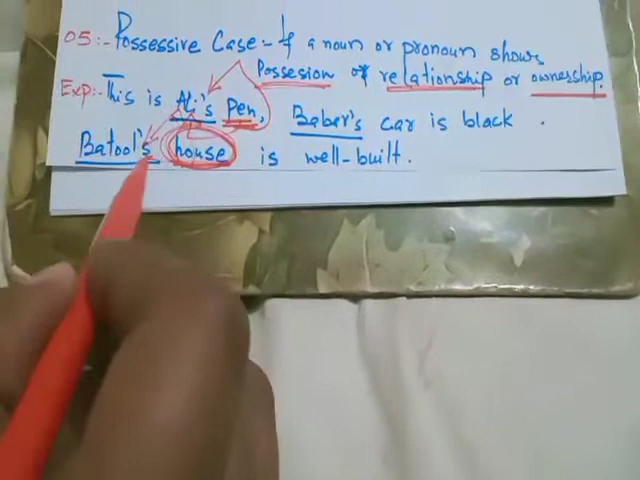 05:- Possessive Case:- If a noun or pronoun shows
Possesion of relationship or ownership.
Exp:- This is Ali's Pen, Baber's car is black.
Batool's house is well-built.